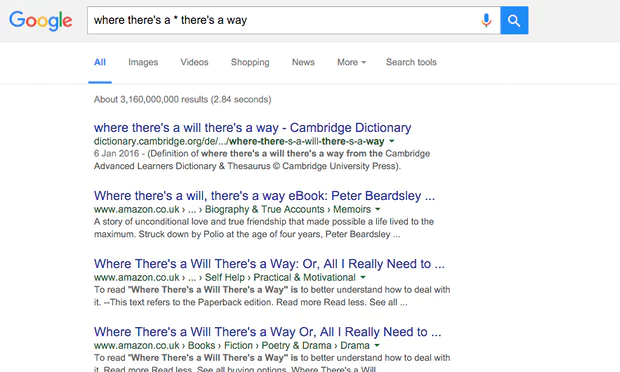 Google where there's a * there's a way
All Images Videos Shopping News More Search tools
About 3,160,000,000 results (2.84 seconds)
where there's a will there's a way - Cambridge Dictionary
dictionary.cambridge.org/de/.../where-there-s-a-will-there-s-a-way
6 Jan 2016 - (Definition of where there's a will there's a way from the Cambridge
Advanced Learners Dictionary & Thesaurus © Cambridge University Press).
Where there's a will, there's a way eBook: Peter Beardsley ...
www.amazon.co.uk › ... › Biography & True Accounts › Memoirs
A story of unconditional love and true friendship that made possible a life lived to the
maximum. Struck down by Polio at the age of four years, Peter Beardsley ...
Where There's a Will There's a Way: Or, All I Really Need to ...
www.amazon.co.uk › ... › Self Help › Practical & Motivational
To read "Where There's a Will There's a Way" is to better understand how to deal with
it. --This text refers to the Paperback edition. Read more Read less. See all ...
Where There's a Will There's a Way Or, All I Really Need to ...
www.amazon.co.uk › Books › Fiction › Poetry & Drama › Drama
To read "Where There's a Will There's a Way" is to better understand how to deal with
it. Read more Read less. See all buying options. Where There's a Will